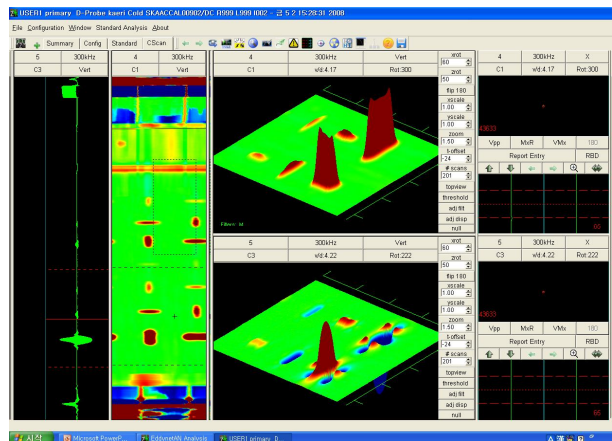 USER1 primary D-Probe kaeri Cold SKAACCAL00902/DC R999 L999 I002 - 금 5 2 15:28:31 2008
File Configuration Window Standard Analysis About
Summary Config Standard CScan
5 300kHz Vert
C3 C1 Vert
4 300kHz Vert
C1 v/d:4.17 Rot:300
Filters: M
xrot
60
zrot
50
flip 180
xscale
1.00
yscale
1.00
zoom
1.50
t-offset
-24
# scans
201
topview
threshold
adj filt
adj disp
null
4 300kHz X
C1 v/d:4.17 Rot:300
43633
Vpp MxR VMx 180
Report Entry RBD
00
5 300kHz Vert
C3 v/d:4.22 Rot:222
xrot
60
zrot
50
flip 180
xscale
1.00
yscale
1.00
zoom
1.50
t-offset
-24
# scans
201
topview
threshold
adj filt
adj disp
null
5 300kHz X
C3 v/d:4.22 Rot:222
43633
Vpp MxR VMx 180
Report Entry RBD
시작 Microsoft PowerP... EddynetAN Analysis USER1 primary D...